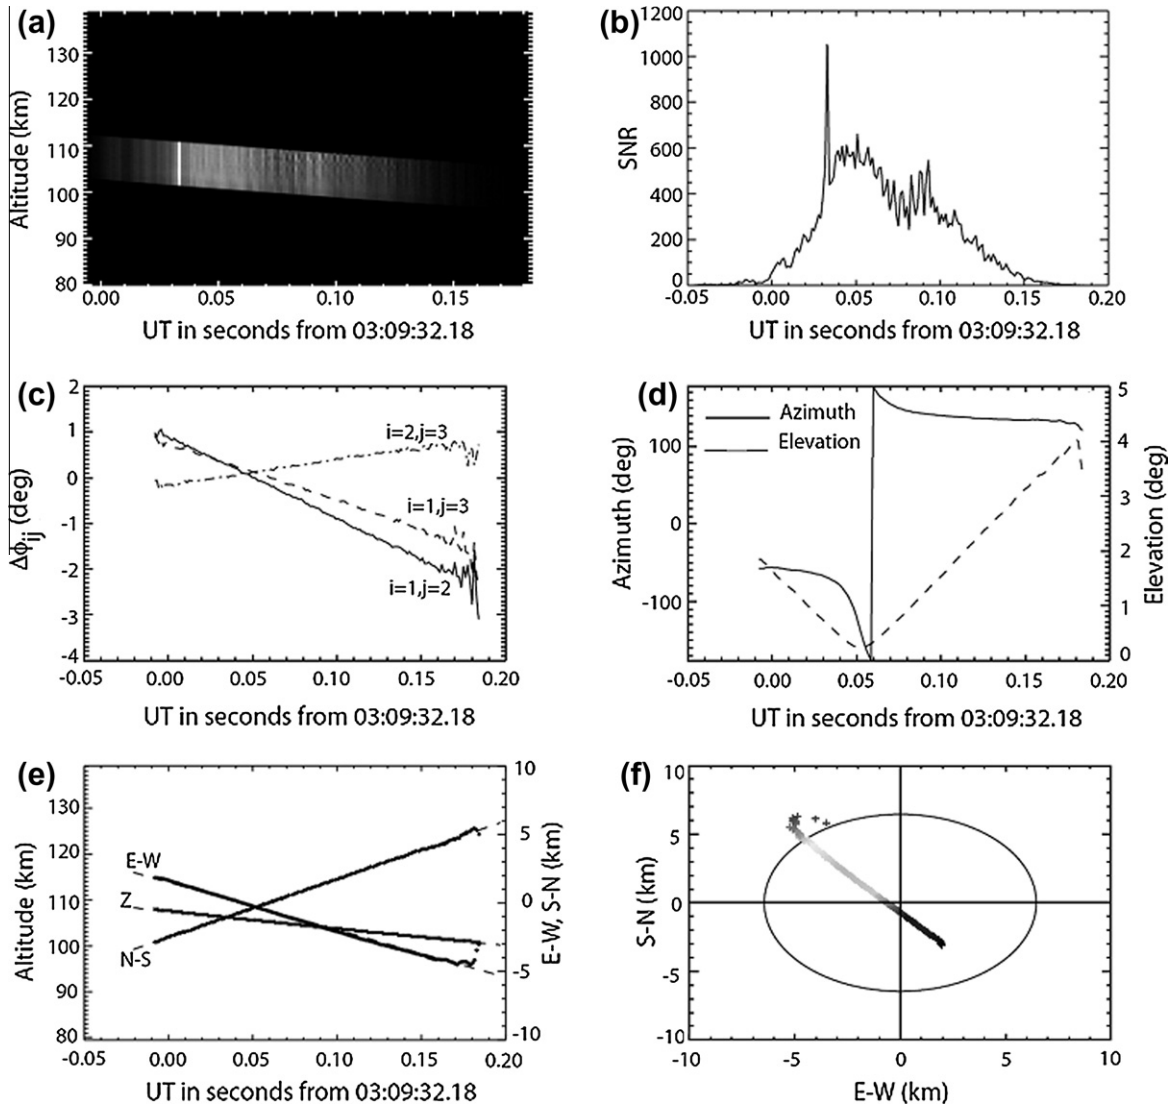 (a)
Altitude (km)
130
120
110
100
90
80
0.00 0.05 0.10 0.15
UT in seconds from 03:09:32.18
(b)
SNR
1200
1000
800
600
400
200
0
-0.05 0.00 0.05 0.10 0.15 0.20
UT in seconds from 03:09:32.18
(c)
Δϕij (deg)
2
1
0
-1
-2
-3
-4
i=2,j=3
i=1,j=3
i=1,j=2
-0.05 0.00 0.05 0.10 0.15 0.20
UT in seconds from 03:09:32.18
(d)
Azimuth (deg)
100
0
-100
Azimuth
Elevation
5
4
3
2
1
0
Elevation (deg)
-0.05 0.00 0.05 0.10 0.15 0.20
UT in seconds from 03:09:32.18
(e)
Altitude (km)
130
120
110
100
90
80
E-W
Z
N-S
10
5
0
-5
-10
E-W, S-N (km)
-0.05 0.00 0.05 0.10 0.15 0.20
UT in seconds from 03:09:32.18
(f)
S-N (km)
10
5
0
-5
-10
-10 -5 0 5 10
E-W (km)